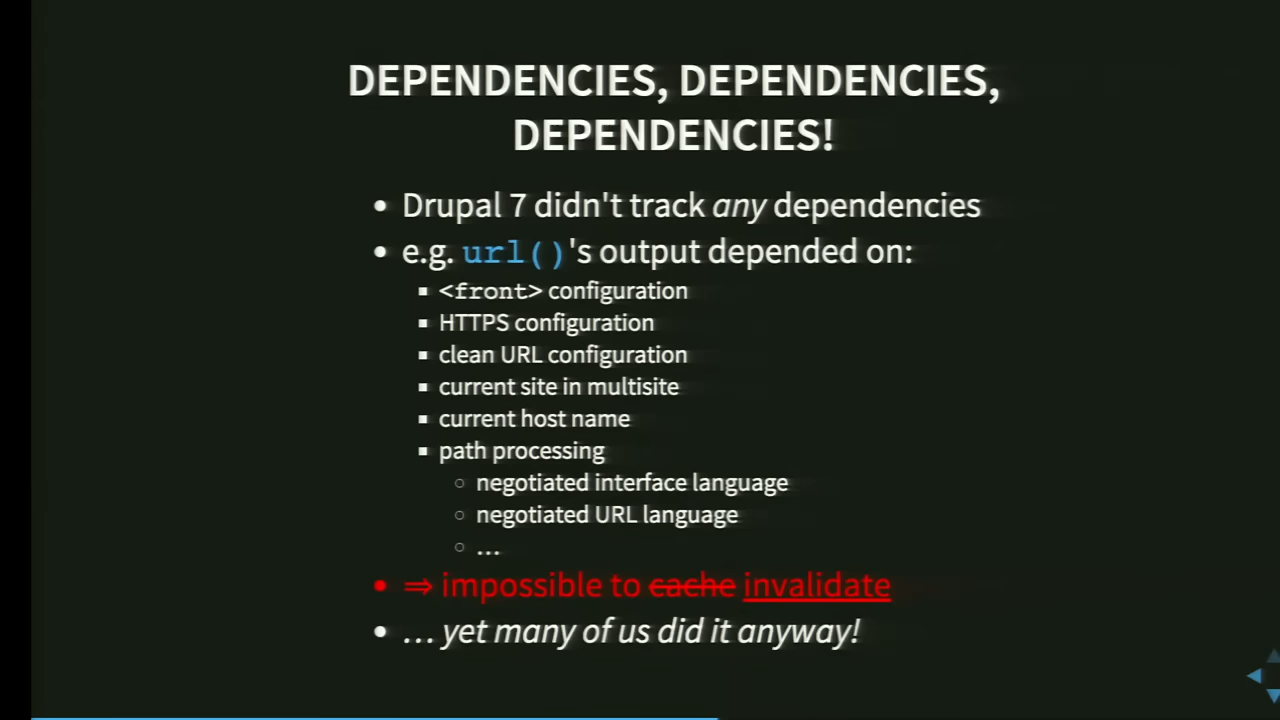 DEPENDENCIES, DEPENDENCIES,
DEPENDENCIES!
• Drupal 7 didn't track any dependencies
• e.g. url()'s output depended on:
▪ <front> configuration
▪ HTTPS configuration
▪ clean URL configuration
▪ current site in multisite
▪ current host name
▪ path processing
○ negotiated interface language
○ negotiated URL language
○ …
• ⇒ impossible to cache invalidate
• … yet many of us did it anyway!